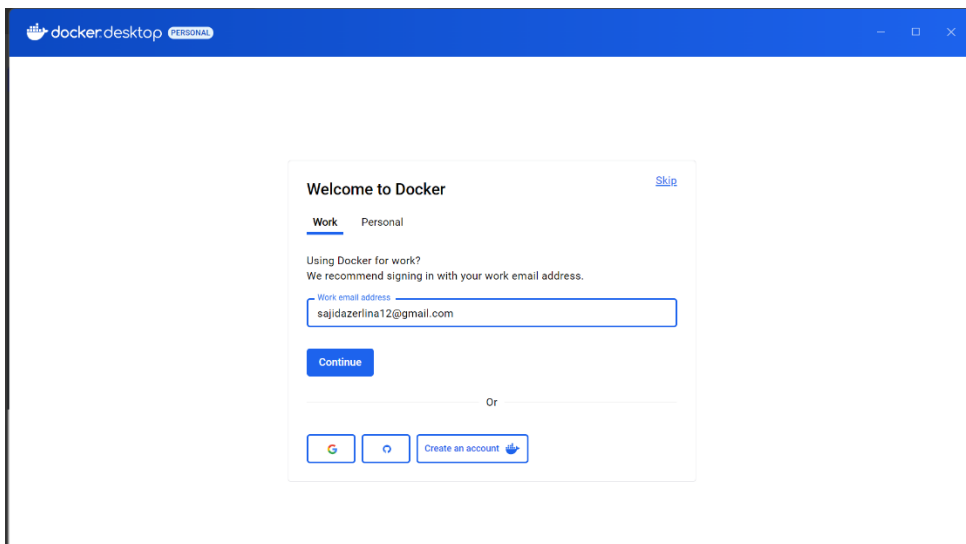 docker.desktop PERSONAL
Welcome to Docker
Skip
Work Personal
Using Docker for work?
We recommend signing in with your work email address.
Work email address
sajidazerlina12@gmail.com
Continue
Or
G
Create an account